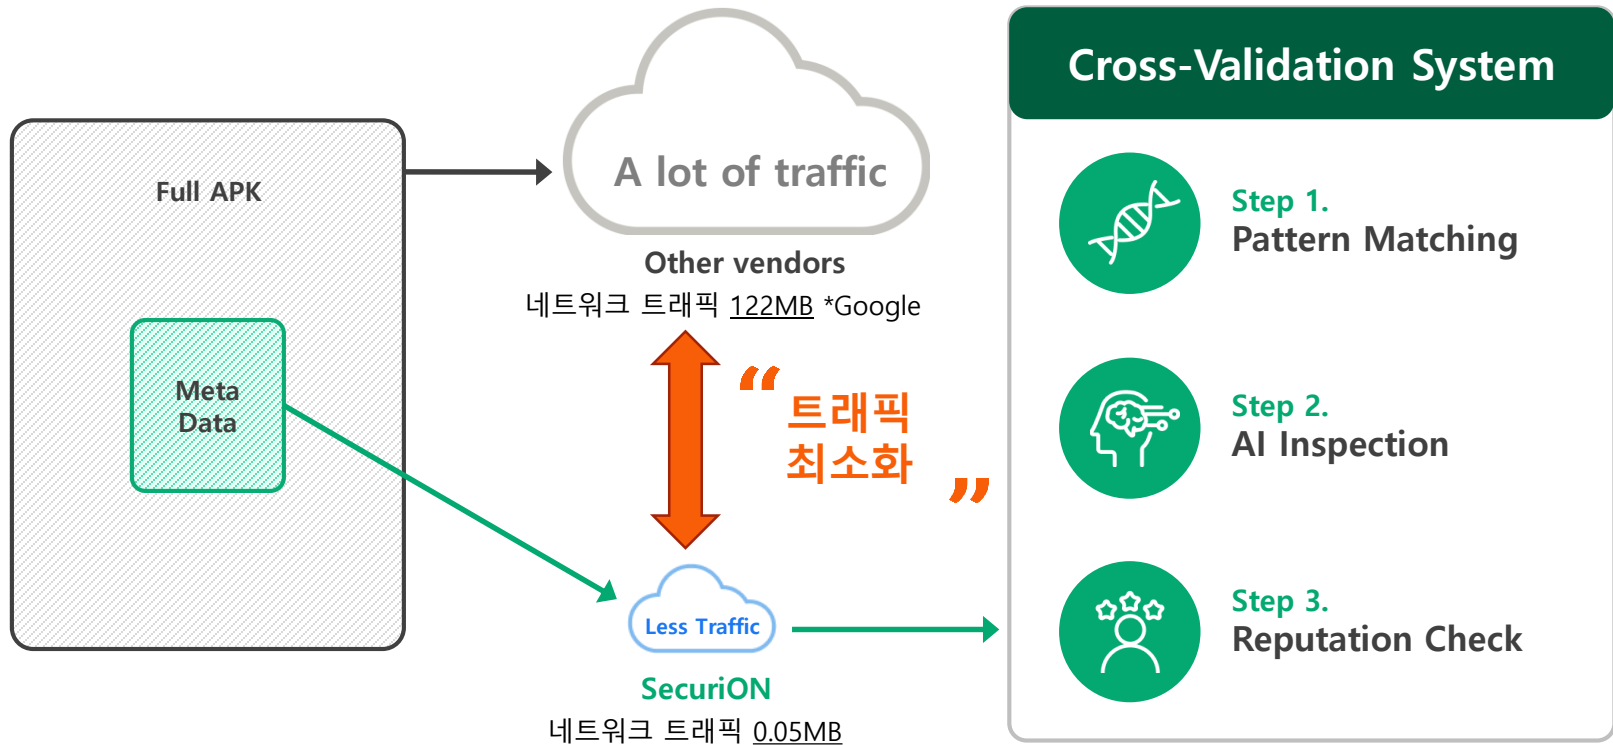 Full APK
Meta
Data
A lot of traffic
Other vendors
네트워크 트래픽 122MB *Google
“ 트래픽
최소화 ”
Less Traffic
SecuriON
네트워크 트래픽 0.05MB
Cross-Validation System
Step 1.
Pattern Matching
Step 2.
AI Inspection
Step 3.
Reputation Check